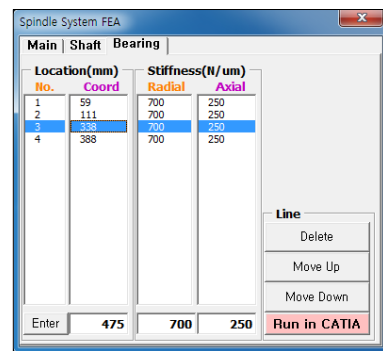 Spindle System FEA
x
Main | Shaft Bearing
Location(mm) Stiffness(N/um)
No. Coord Radial Axial
1 59 700 250
2 111 700 250
3 338 700 250
4 388 700 250
Line
Delete
Move Up
Move Down
Enter 475 700 250 Run in CATIA